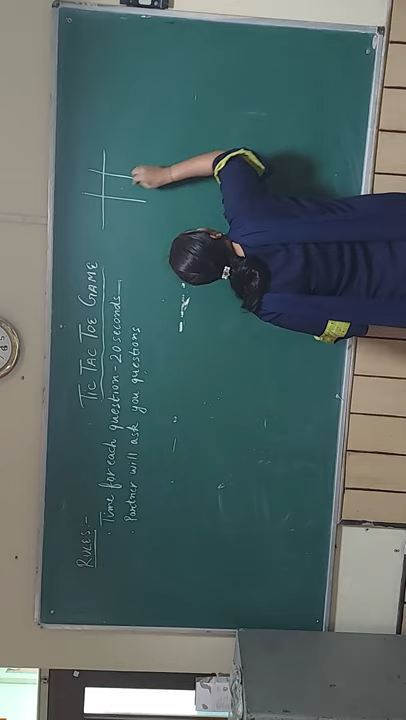 TIC TAC TOE GAME
RULES:-
· Time for each question - 20 seconds
· Partner will ask you questions